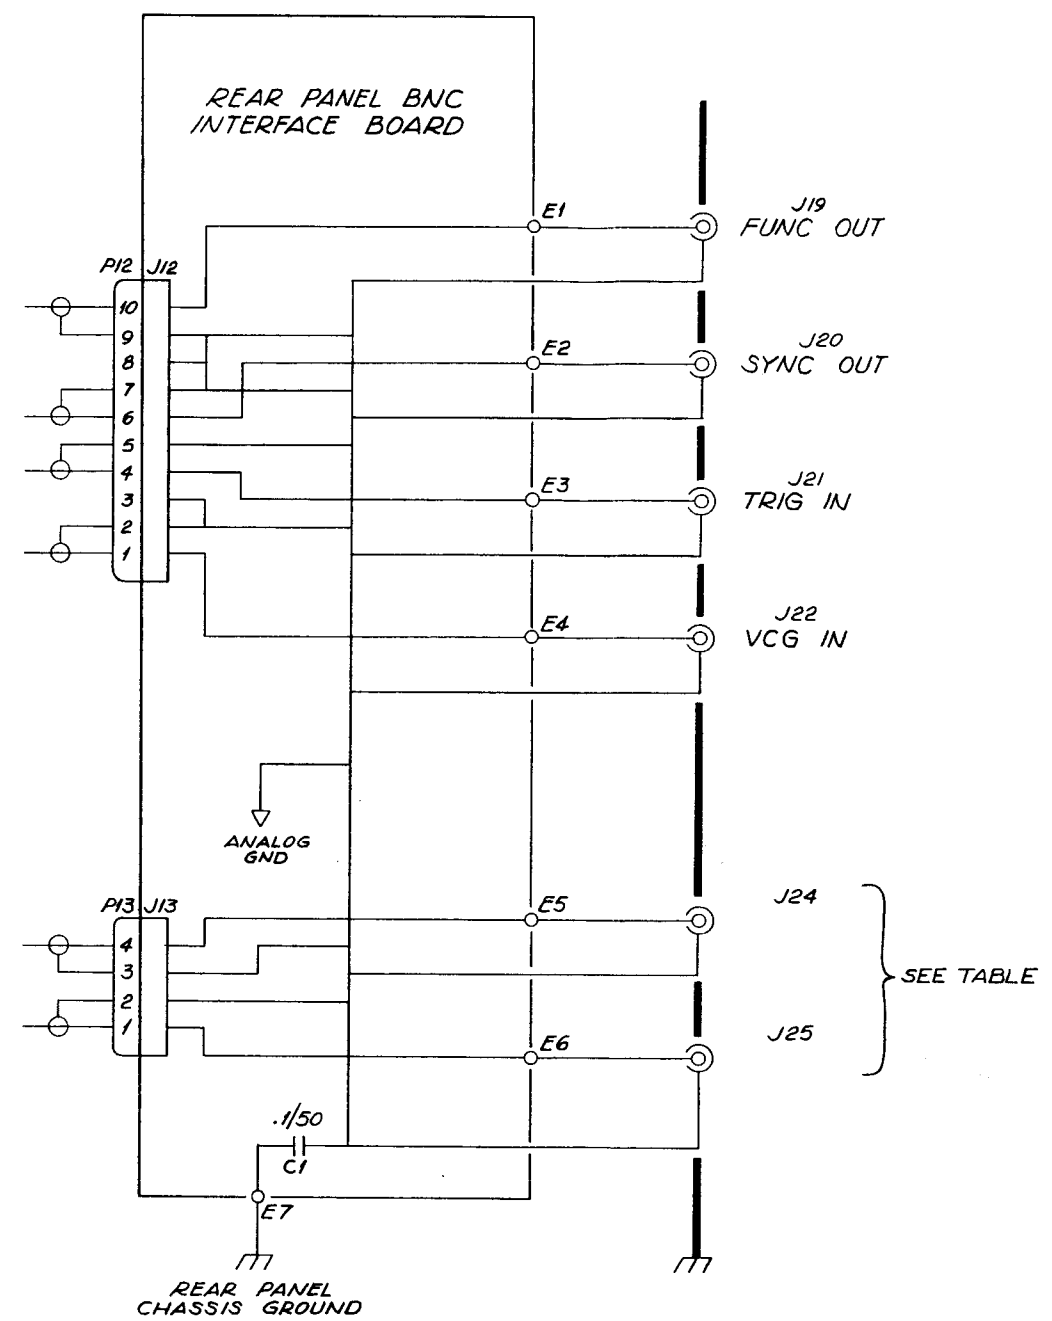 REAR PANEL BNC
INTERFACE BOARD
E1
J19
FUNC OUT
P12 J12
10
9
8
7
6
5
4
3
2
1
E2
J20
SYNC OUT
E3
J21
TRIG IN
E4
J22
VCG IN
ANALOG
GND
P13 J13
4
3
2
1
E5
J24
SEE TABLE
E6
J25
.1/50
C1
E7
REAR PANEL
CHASSIS GROUND